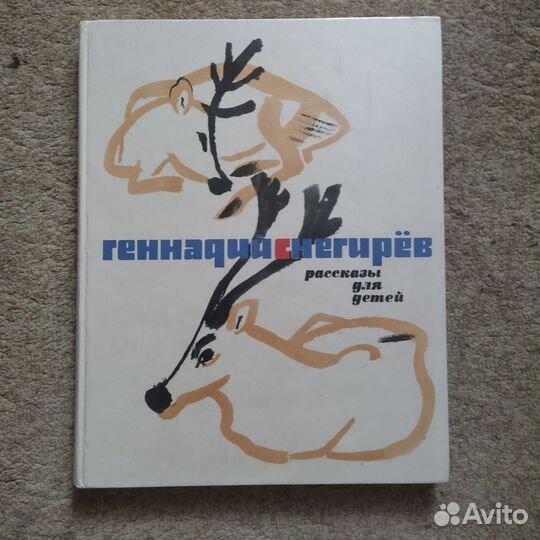 геннадий снегирёв
рассказы
для
детей
Avito